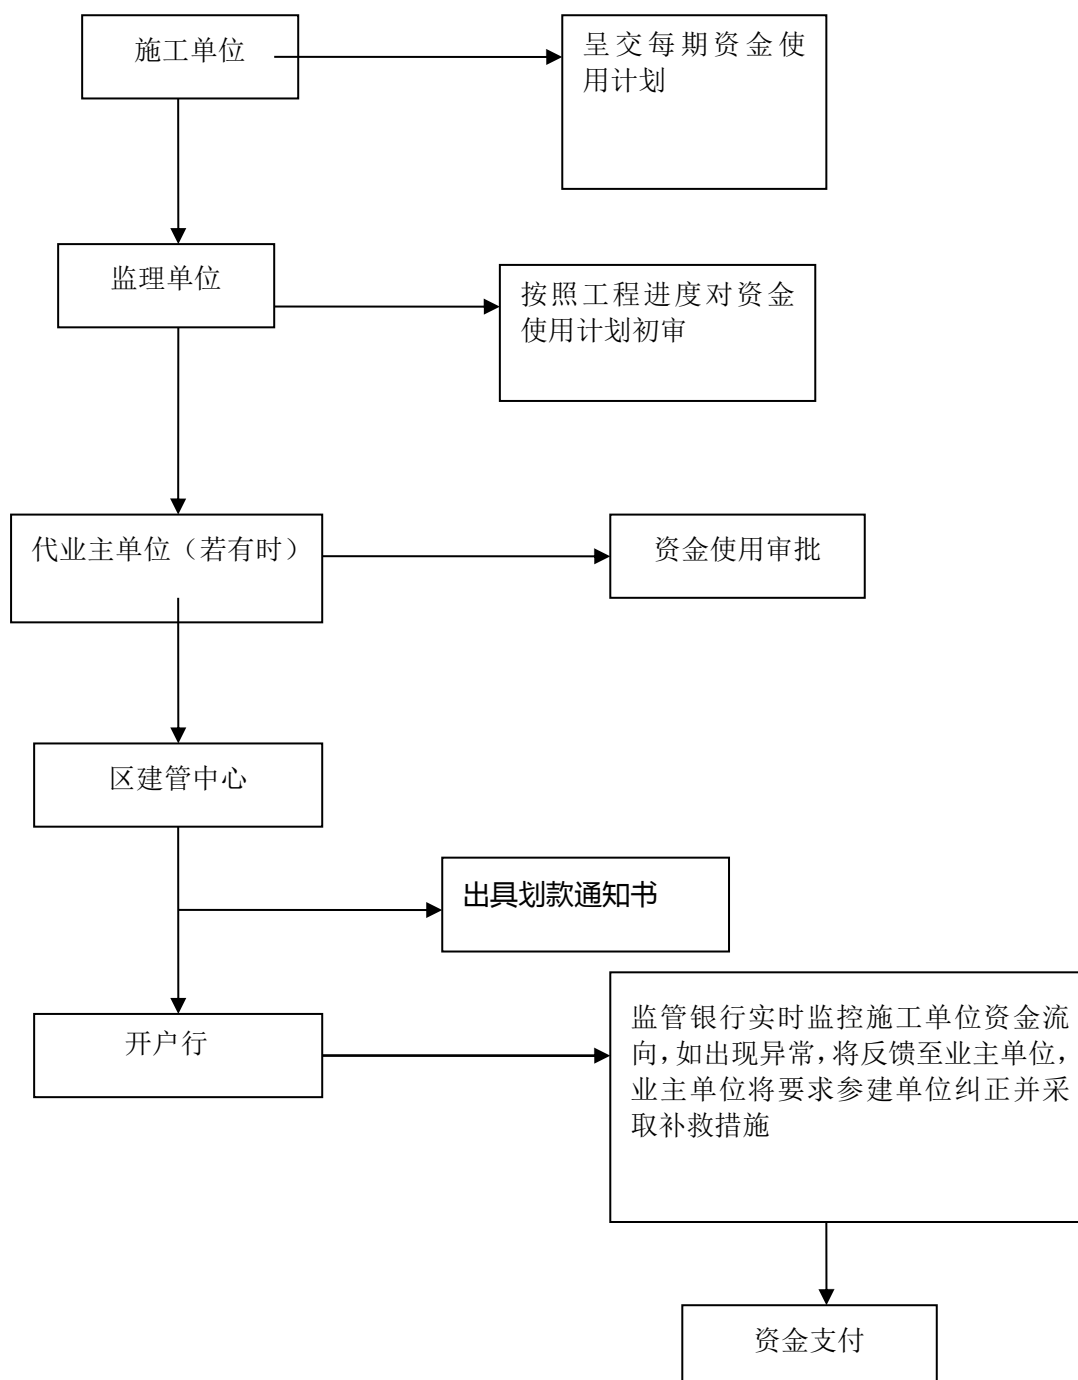 施工单位
呈交每期资金使
用计划
监理单位
按照工程进度对资金
使用计划初审
代业主单位（若有时）
资金使用审批
区建管中心
出具划款通知书
开户行
监管银行实时监控施工单位资金流
向，如出现异常，将反馈至业主单位，
业主单位将要求参建单位纠正并采
取补救措施
资金支付